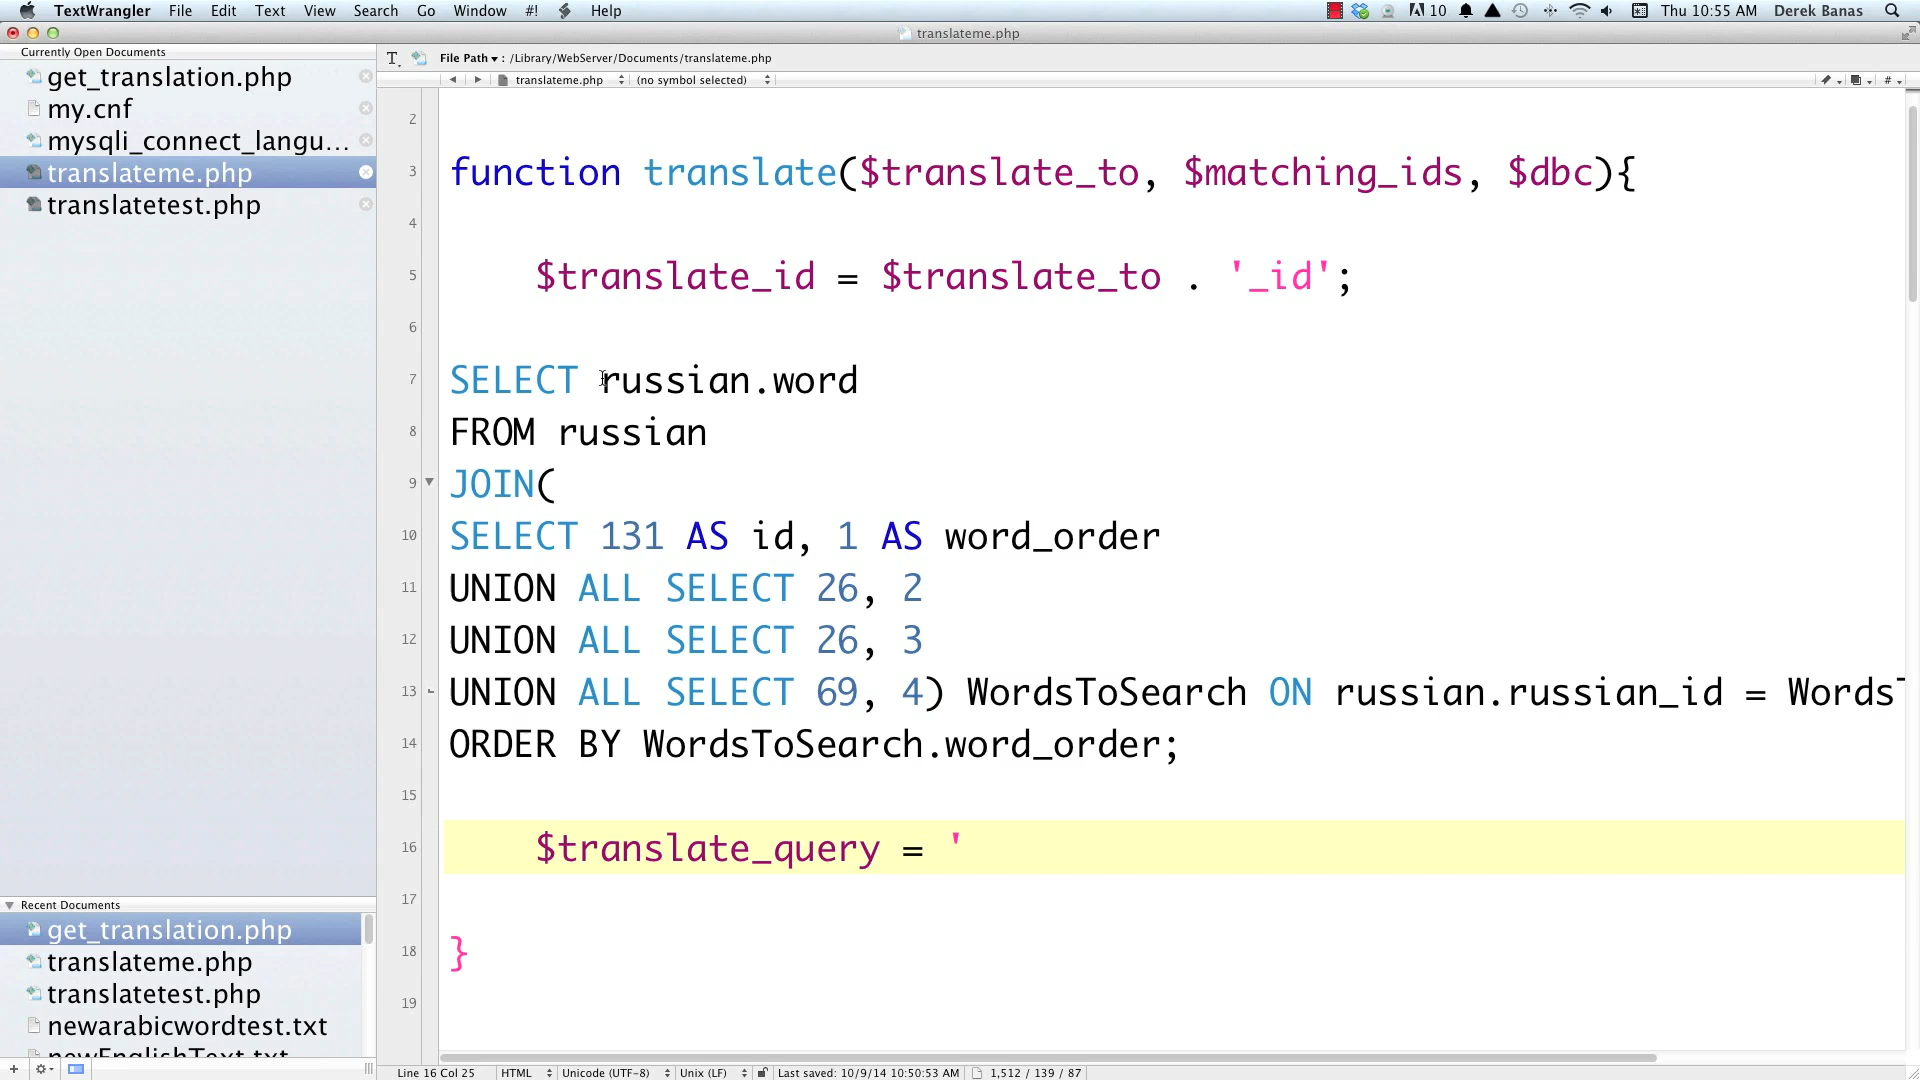 TextWrangler File Edit Text View Search Go Window #! Help 10 Thu 10:55 AM Derek Banas
translateme.php
Currently Open Documents
get_translation.php
my.cnf
mysqli_connect_langu...
translateme.php
translatetest.php
File Path ▾ : /Library/WebServer/Documents/translateme.php
translateme.php (no symbol selected) #
2
3 function translate($translate_to, $matching_ids, $dbc){
4
5 $translate_id = $translate_to . '_id';
6
7 SELECT russian.word
8 FROM russian
9 JOIN(
10 SELECT 131 AS id, 1 AS word_order
11 UNION ALL SELECT 26, 2
12 UNION ALL SELECT 26, 3
13 UNION ALL SELECT 69, 4) WordsToSearch ON russian.russian_id = Words
14 ORDER BY WordsToSearch.word_order;
15
16 $translate_query = '
17
18 }
19
Recent Documents
get_translation.php
translateme.php
translatetest.php
newarabicwordtest.txt
newEnglishText.txt
Line 16 Col 25 HTML Unicode (UTF-8) Unix (LF) Last saved: 10/9/14 10:50:53 AM 1,512 / 139 / 87